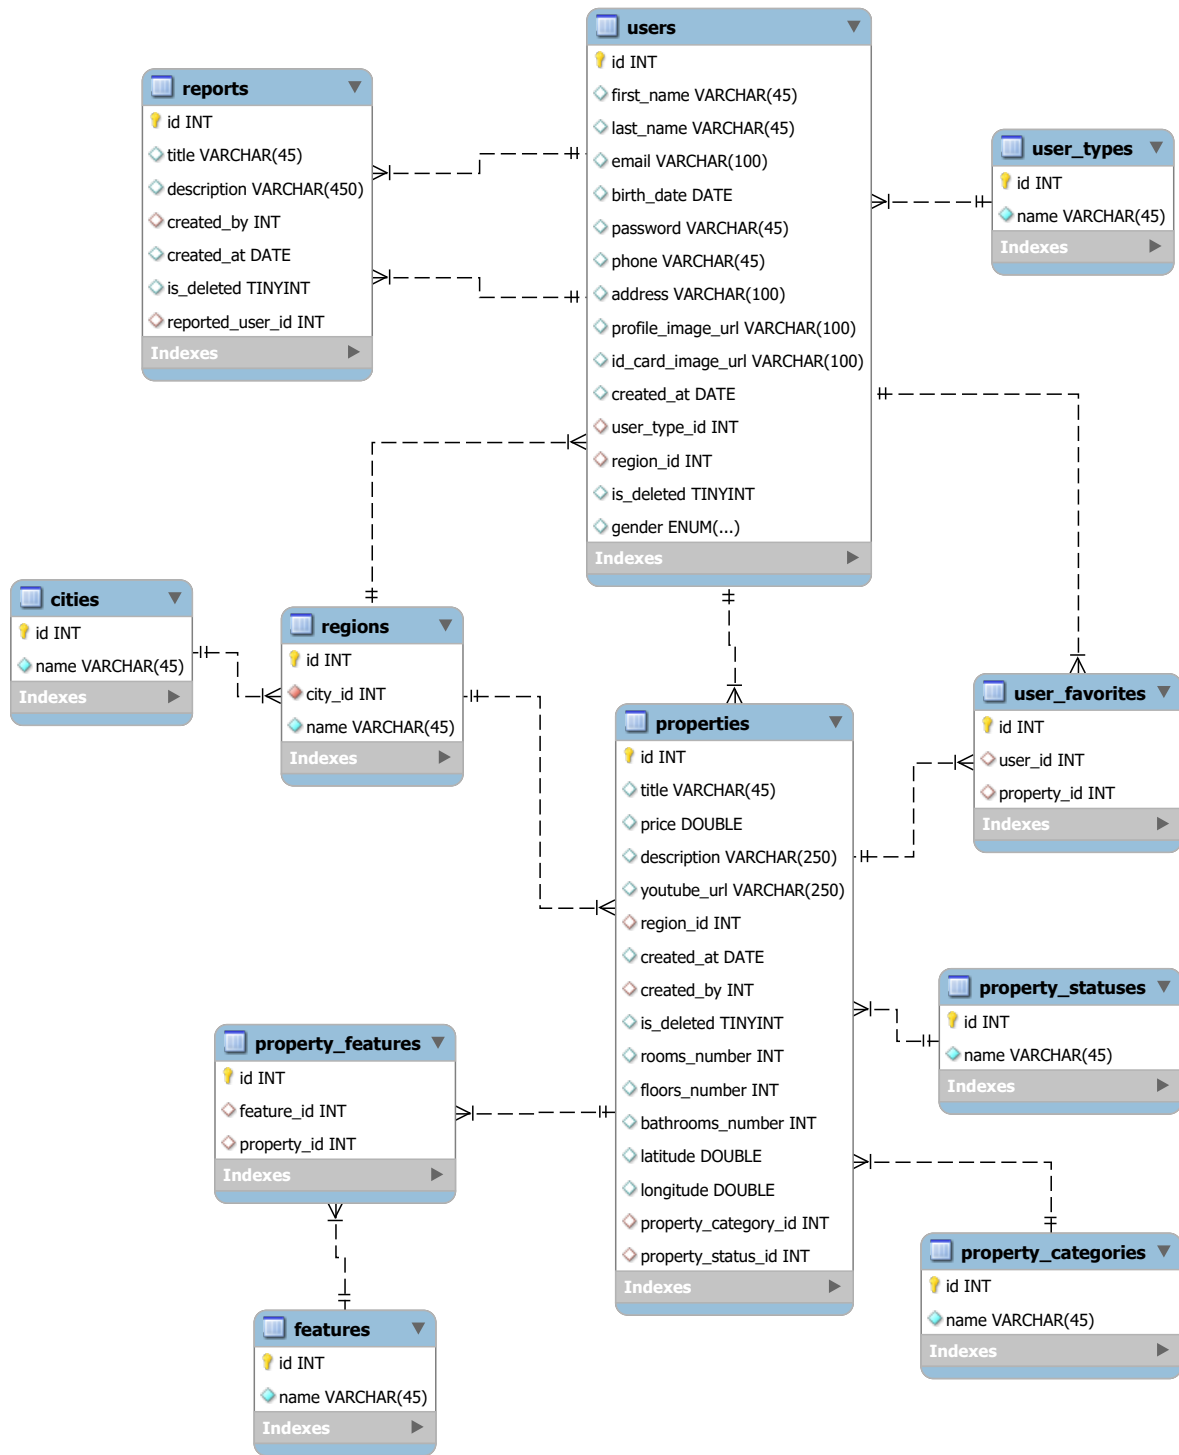 users
id INT
first_name VARCHAR(45)
last_name VARCHAR(45)
email VARCHAR(100)
birth_date DATE
password VARCHAR(45)
phone VARCHAR(45)
address VARCHAR(100)
profile_image_url VARCHAR(100)
id_card_image_url VARCHAR(100)
created_at DATE
user_type_id INT
region_id INT
is_deleted TINYINT
gender ENUM(...)
Indexes
reports
id INT
title VARCHAR(45)
description VARCHAR(450)
created_by INT
created_at DATE
is_deleted TINYINT
reported_user_id INT
Indexes
user_types
id INT
name VARCHAR(45)
Indexes
cities
id INT
name VARCHAR(45)
Indexes
regions
id INT
city_id INT
name VARCHAR(45)
Indexes
user_favorites
id INT
user_id INT
property_id INT
Indexes
properties
id INT
title VARCHAR(45)
price DOUBLE
description VARCHAR(250)
youtube_url VARCHAR(250)
region_id INT
created_at DATE
created_by INT
is_deleted TINYINT
rooms_number INT
floors_number INT
bathrooms_number INT
latitude DOUBLE
longitude DOUBLE
property_category_id INT
property_status_id INT
Indexes
property_statuses
id INT
name VARCHAR(45)
Indexes
property_features
id INT
feature_id INT
property_id INT
Indexes
property_categories
id INT
name VARCHAR(45)
Indexes
features
id INT
name VARCHAR(45)
Indexes